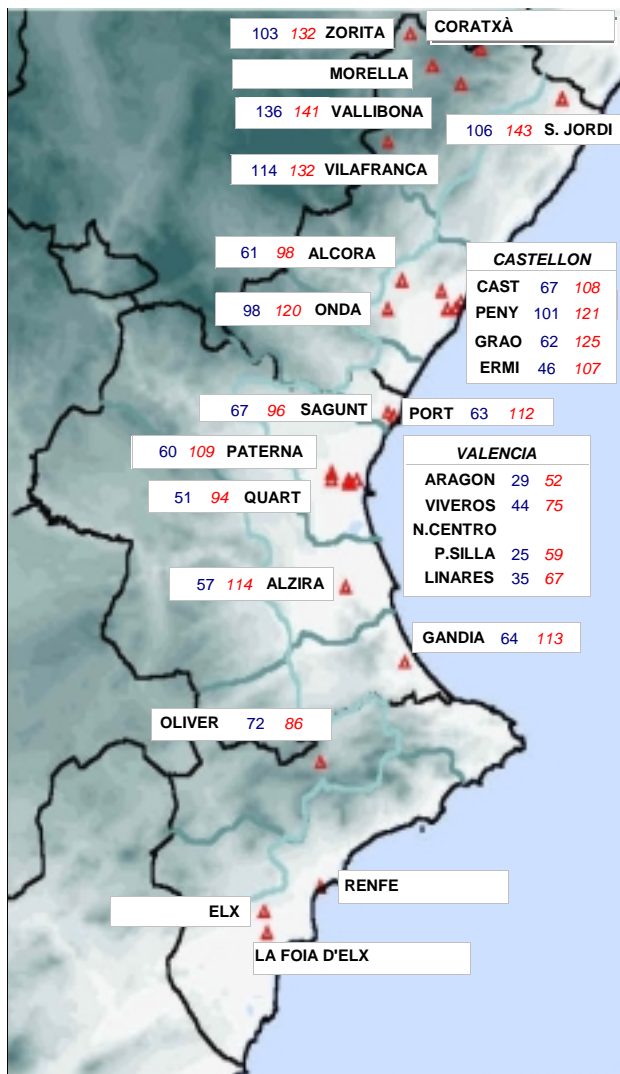 103 132 ZORITA
CORATXÀ
MORELLA
136 141 VALLIBONA
106 143 S. JORDI
114 132 VILAFRANCA
61 98 ALCORA
98 120 ONDA
CASTELLON
CAST 67 108
PENY 101 121
GRAO 62 125
ERMI 46 107
67 96 SAGUNT
PORT 63 112
60 109 PATERNA
51 94 QUART
VALENCIA
ARAGON 29 52
VIVEROS 44 75
N.CENTRO
P.SILLA 25 59
LINARES 35 67
57 114 ALZIRA
GANDIA 64 113
OLIVER 72 86
RENFE
ELX
LA FOIA D'ELX